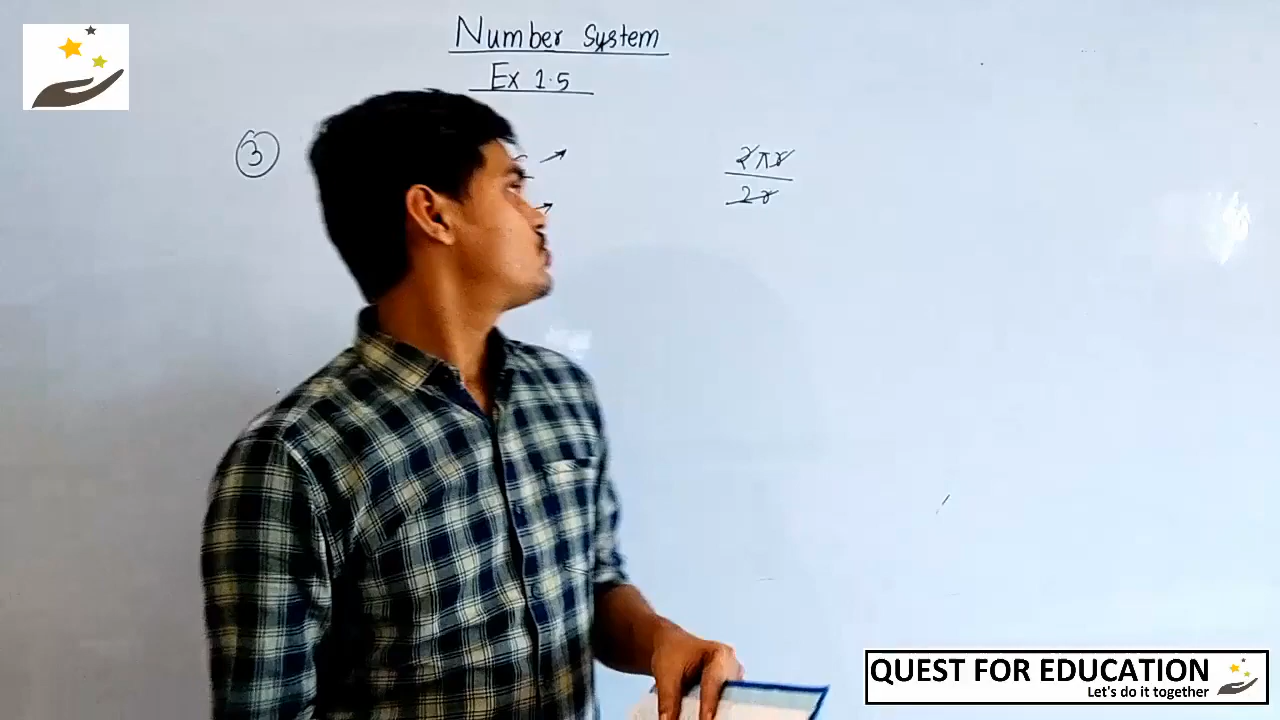 Number System
Ex 1.5
3
2πr
2r
QUEST FOR EDUCATION
Let's do it together